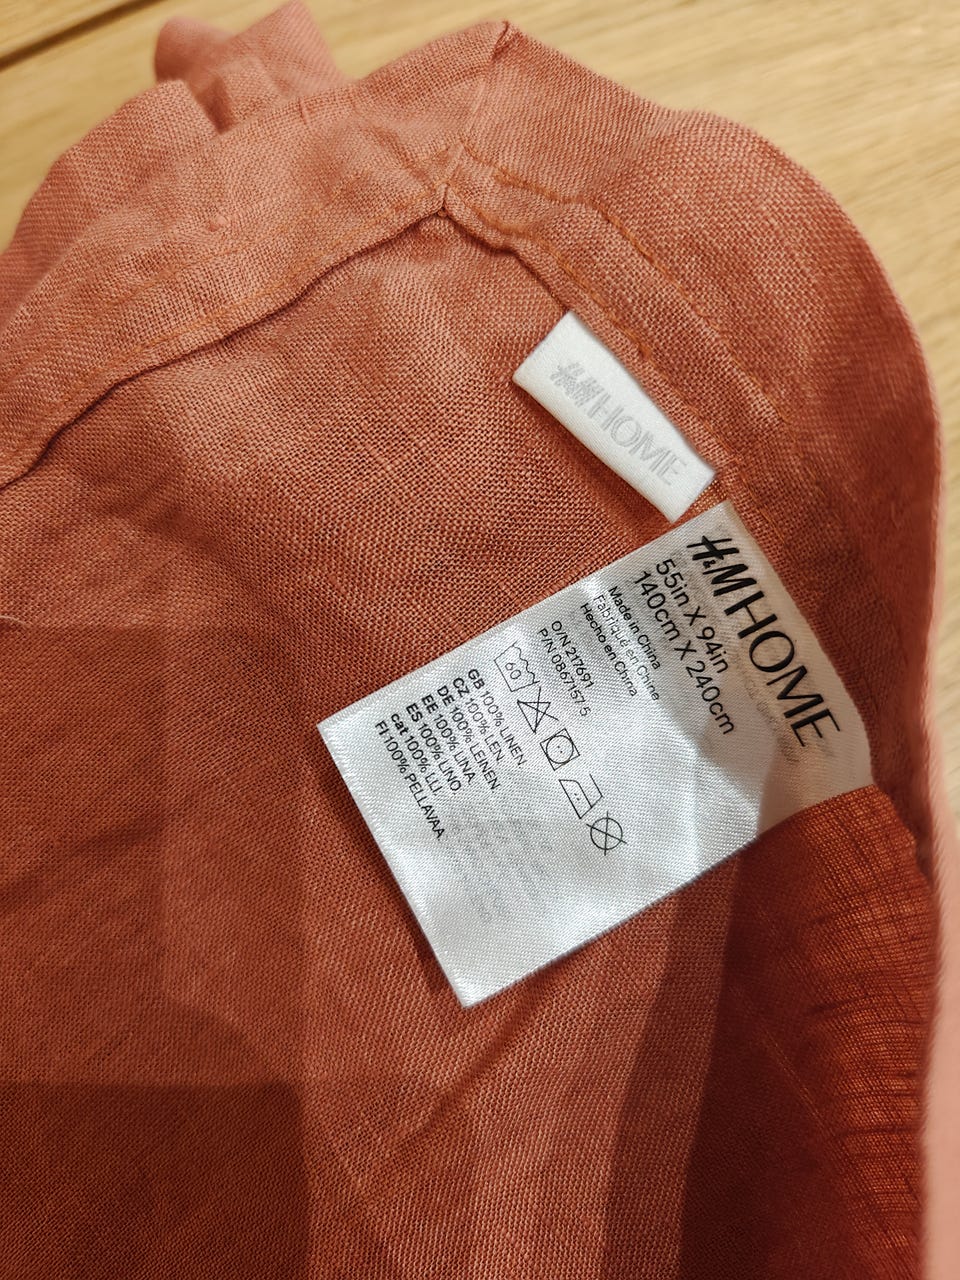 H&M HOME
H&M HOME
55in X 94in
140cm X 240cm
Made in China
Fabriqué en Chine
Hecho en China
D/N 217691
P/N 0867157 5
60
GB 100% LINEN
CZ 100% LEN.
DE 100% LEINEN
EE 100% LINA.
ES 100% LINO
cat 100% LLI.
FI 100% PELLAVAA.